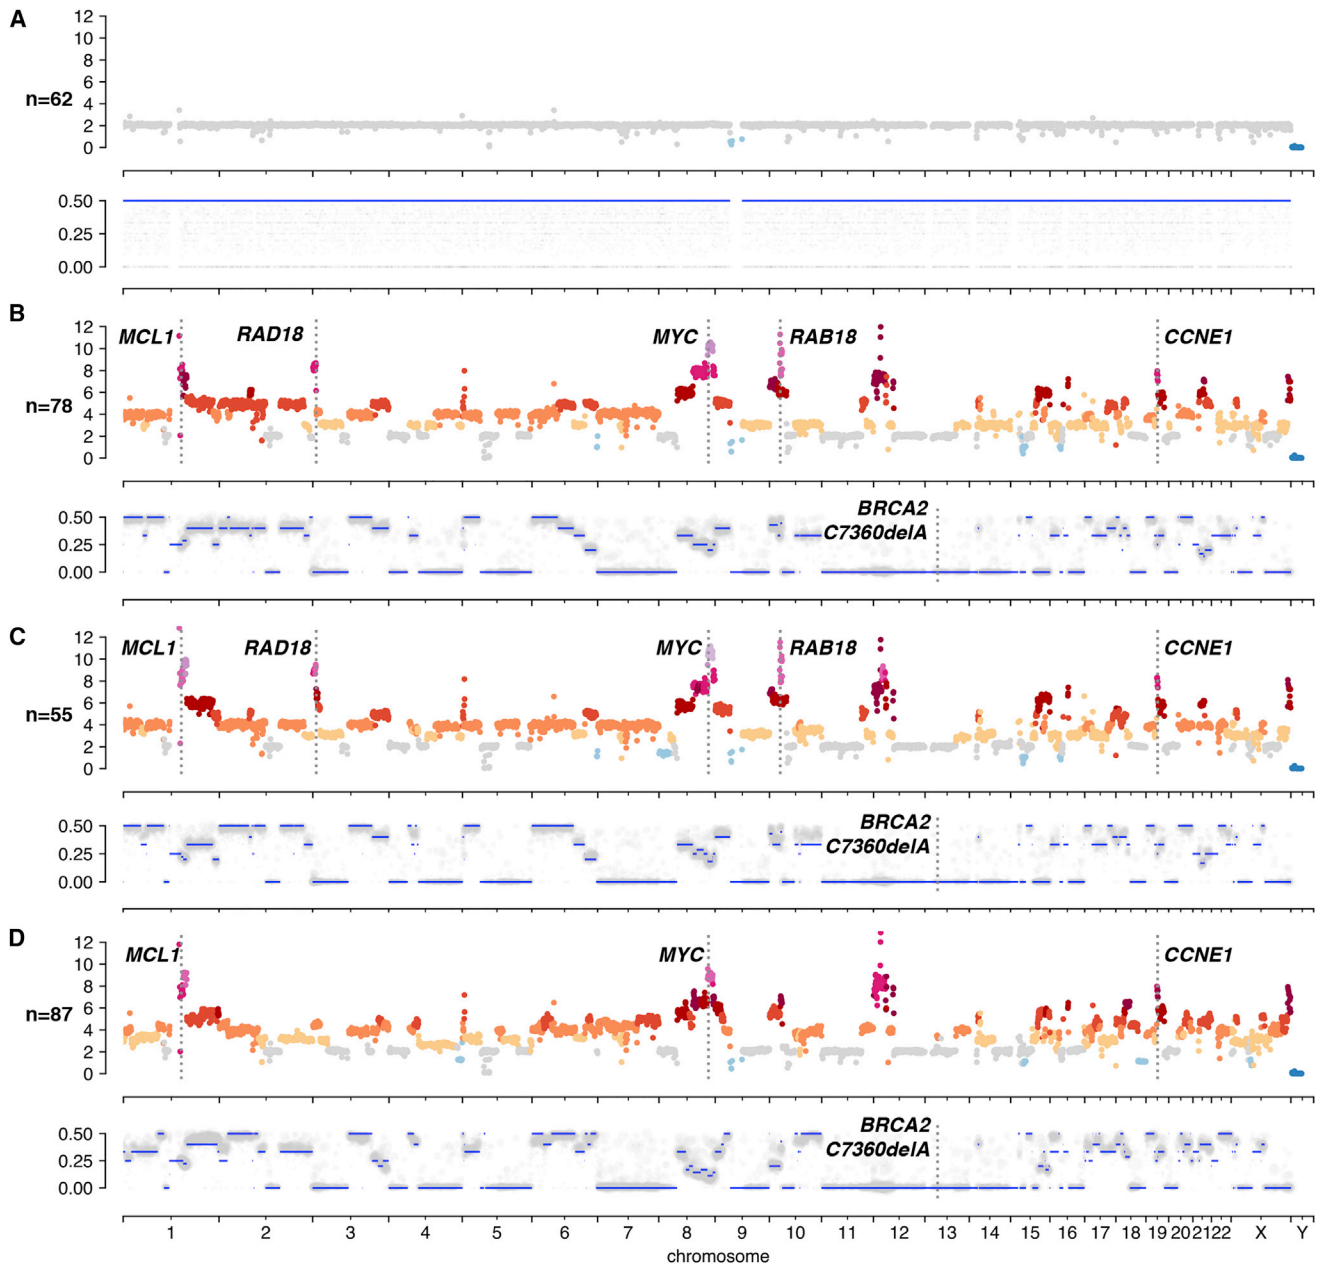 A
12
10
8
6
4
2
0
n=62
0.50
0.25
0.00
B
MCL1
RAD18
MYC
RAB18
CCNE1
12
10
8
6
4
2
0
n=78
0.50
0.25
0.00
BRCA2
C7360delA
C
MCL1
RAD18
MYC
RAB18
CCNE1
12
10
8
6
4
2
0
n=55
0.50
0.25
0.00
BRCA2
C7360delA
D
MCL1
MYC
CCNE1
12
10
8
6
4
2
0
n=87
0.50
0.25
0.00
BRCA2
C7360delA
1 2 3 4 5 6 7 8 9 10 11 12 13 14 15 16 17 18 19 20 21 22 X Y
chromosome